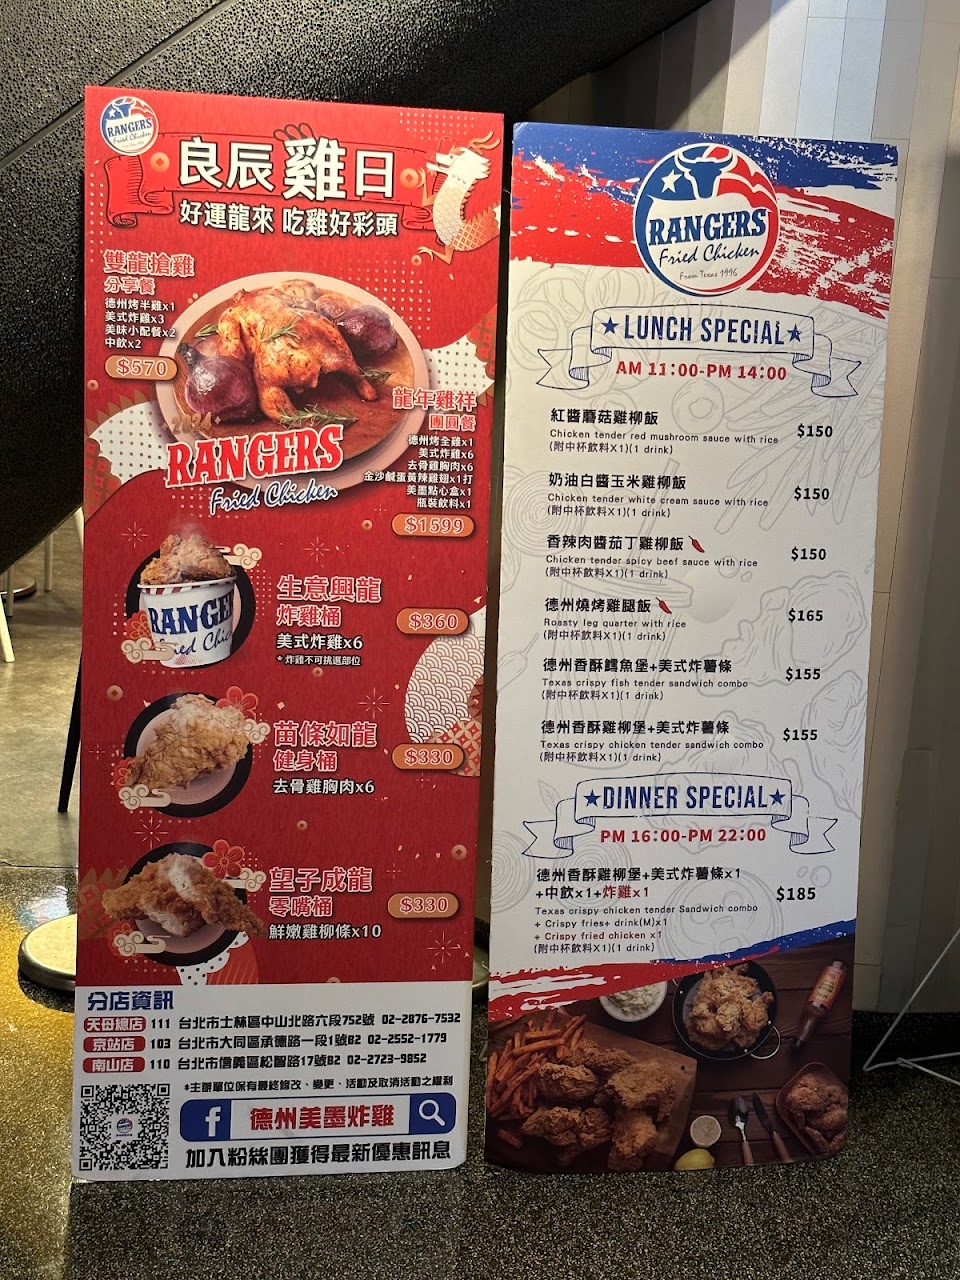 RANGERS
Fried Chicken
良辰雞日
好運龍來 吃雞好彩頭
雙龍搶雞
分享餐
德州烤半雞x1
美式炸雞x3
美味小配餐x2
中飲x2
$570
龍年雞祥
團圓餐
德州烤全雞x1
美式炸雞x6
去骨雞胸肉x6
金沙鹹蛋黃辣雞翅x1打
美墨點心盒x1
瓶裝飲料x1
$1599
2024
RANGERS
Fried Chicken
生意興龍
炸雞桶
美式炸雞x6
*炸雞不可挑選部位
$360
苗條如龍
健身桶
去骨雞胸肉x6
$330
望子成龍
零嘴桶
鮮嫩雞柳條x10
$330
分店資訊
天母總店 111 台北市士林區中山北路六段752號 02-2876-7532
京站店 103 台北市大同區承德路一段1號B2 02-2552-1779
南山店 110 台北市信義區松智路17號B2 02-2723-9852
*主辦單位保有最終修改、變更、活動及取消活動之權利
f 德州美墨炸雞
加入粉絲團獲得最新優惠訊息
RANGERS
Fried Chicken
From Texas 1996
LUNCH SPECIAL
AM 11:00-PM 14:00
紅醬蘑菇雞柳飯
Chicken tender red mushroom sauce with rice $150
(附中杯飲料X1)(1 drink)
奶油白醬玉米雞柳飯
Chicken tender white cream sauce with rice $150
(附中杯飲料X1)(1 drink)
香辣肉醬茄丁雞柳飯
Chicken tender spicy beef sauce with rice $150
(附中杯飲料X1)(1 drink)
德州燒烤雞腿飯
Roasty leg quarter with rice $165
(附中杯飲料X1)(1 drink)
德州香酥鱈魚堡+美式炸薯條
Texas crispy fish tender sandwich combo $155
(附中杯飲料X1)(1 drink)
德州香酥雞柳堡+美式炸薯條
Texas crispy chicken tender sandwich combo $155
(附中杯飲料X1)(1 drink)
DINNER SPECIAL
PM 16:00-PM 22:00
德州香酥雞柳堡+美式炸薯條x1
+中飲x1+炸雞x1 $185
Texas crispy chicken tender Sandwich combo
+ Crispy fries+ drink(M)x1
+ Crispy fried chicken x1
(附中杯飲料X1)(1 drink)